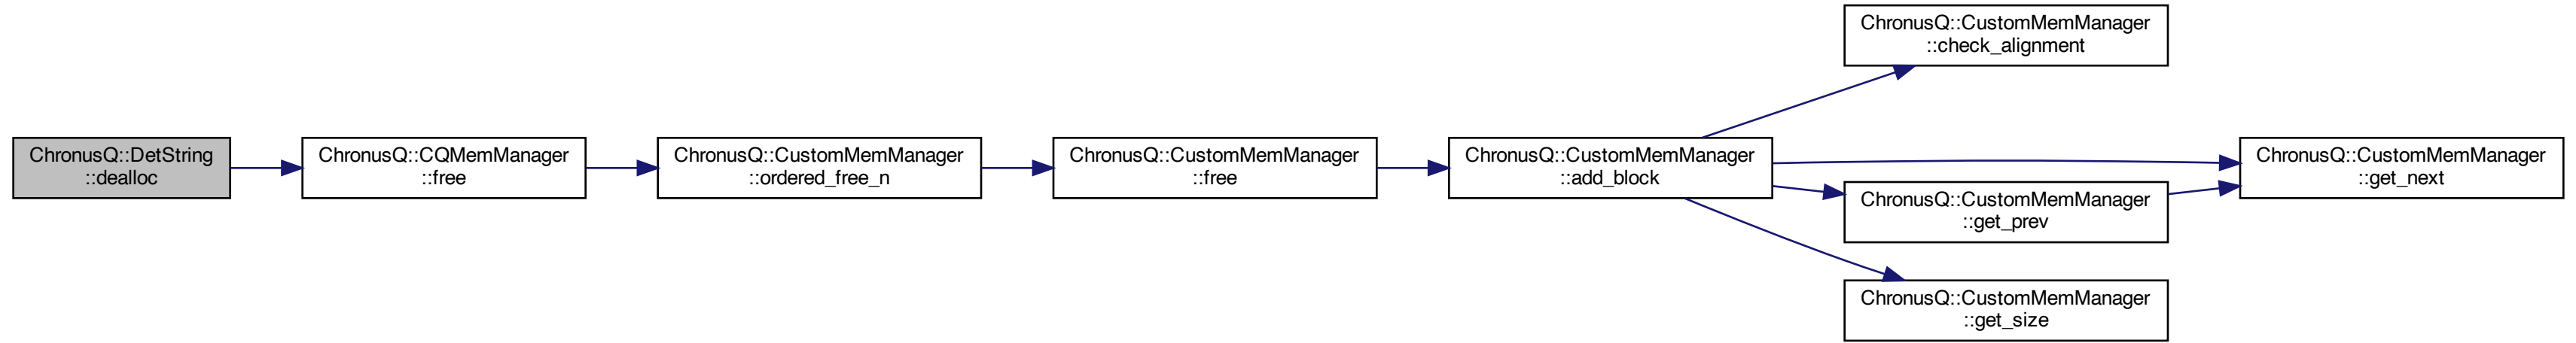 ChronusQ::DetString
::dealloc
ChronusQ::CQMemManager
::free
ChronusQ::CustomMemManager
::ordered_free_n
ChronusQ::CustomMemManager
::free
ChronusQ::CustomMemManager
::add_block
ChronusQ::CustomMemManager
::check_alignment
ChronusQ::CustomMemManager
::get_next
ChronusQ::CustomMemManager
::get_prev
ChronusQ::CustomMemManager
::get_size